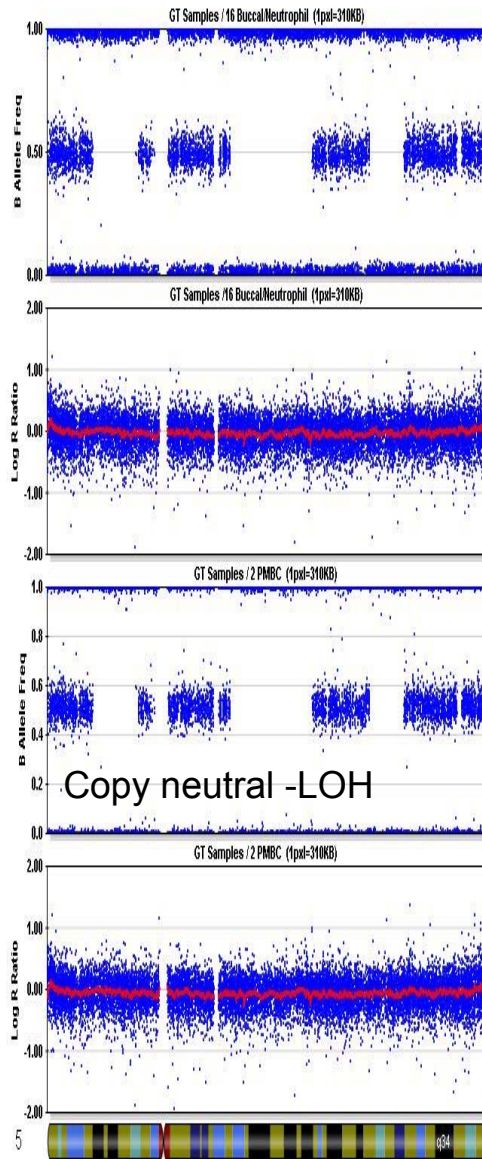 GT Samples / 16 Buccal/Neutrophil (1pxl=310KB)
1.00
B Allele Freq
0.50
0.00
GT Samples /16 Buccal/Neutrophil (1pxl=310KB)
2.00
1.00
Log R Ratio
0.00
-1.00
-2.00
GT Samples / 2 PMBC (1pxl=310KB)
1.0
0.8
B Allele Freq
0.6
0.4
0.2
Copy neutral -LOH
0.0
GT Samples / 2 PMBC (1pxl=310KB)
2.00
1.00
Log R Ratio
0.00
-1.00
-2.00
5
q34